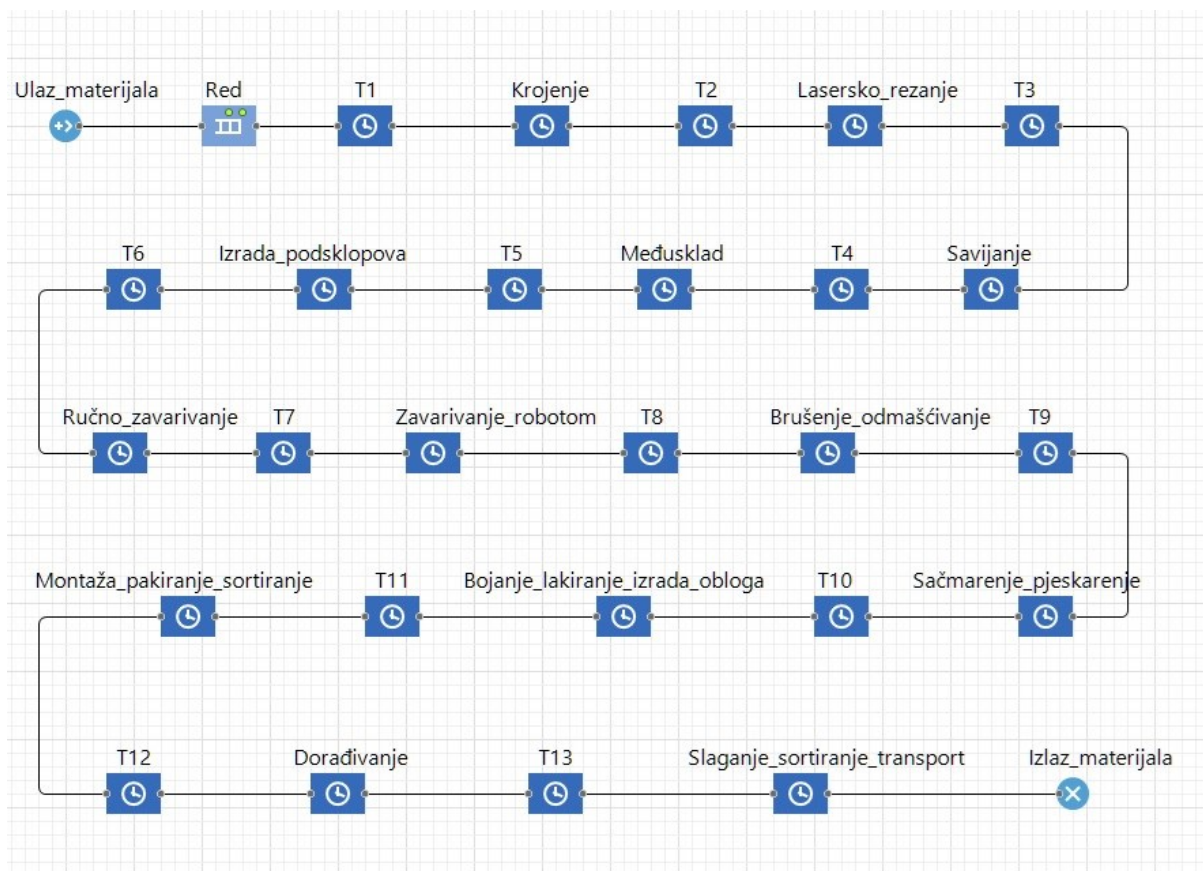 Ulaz_materijala Red T1 Krojenje T2 Lasersko_rezanje T3
T6 Izrada_podsklopova T5 Međusklad T4 Savijanje
Ručno_zavarivanje T7 Zavarivanje_robotom T8 Brušenje_odmašćivanje T9
Montaža_pakiranje_sortiranje T11 Bojanje_lakiranje_izrada_obloga T10 Sačmarenje_pjeskarenje
T12 Dorađivanje T13 Slaganje_sortiranje_transport Izlaz_materijala